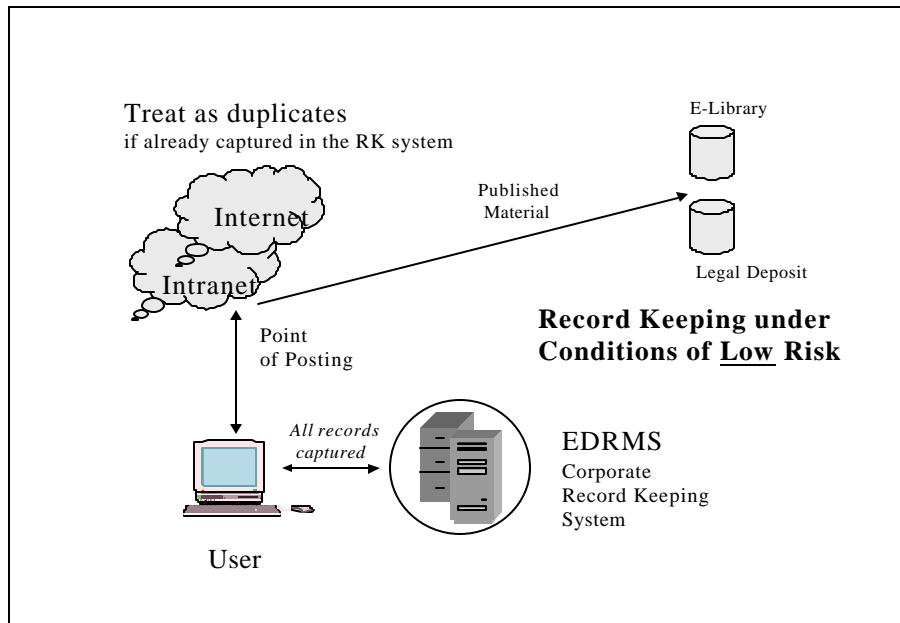 Treat as duplicates
if already captured in the RK system
E-Library
Internet
Published
Material
Intranet
Legal Deposit
Record Keeping under
Conditions of Low Risk
Point
of Posting
All records
captured
EDRMS
Corporate
Record Keeping
System
User